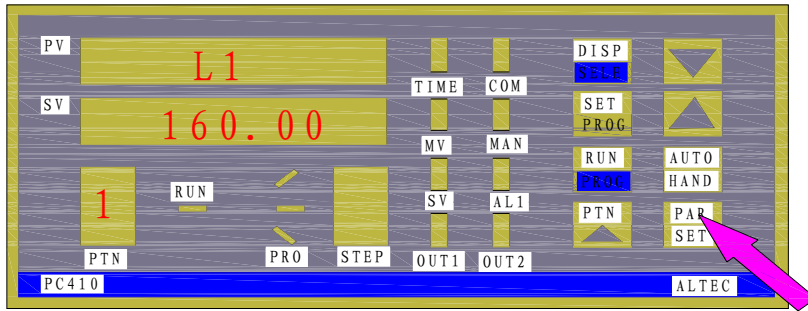 PV
L1
SV
160.00
1
PTN
RUN
PRO
STEP
TIME
COM
MV
MAN
SV
AL1
OUT1
OUT2
DISP
SELE
SET
PROG
RUN
PROG
AUTO
HAND
PTN
PAR
SET
PC410
ALTEC